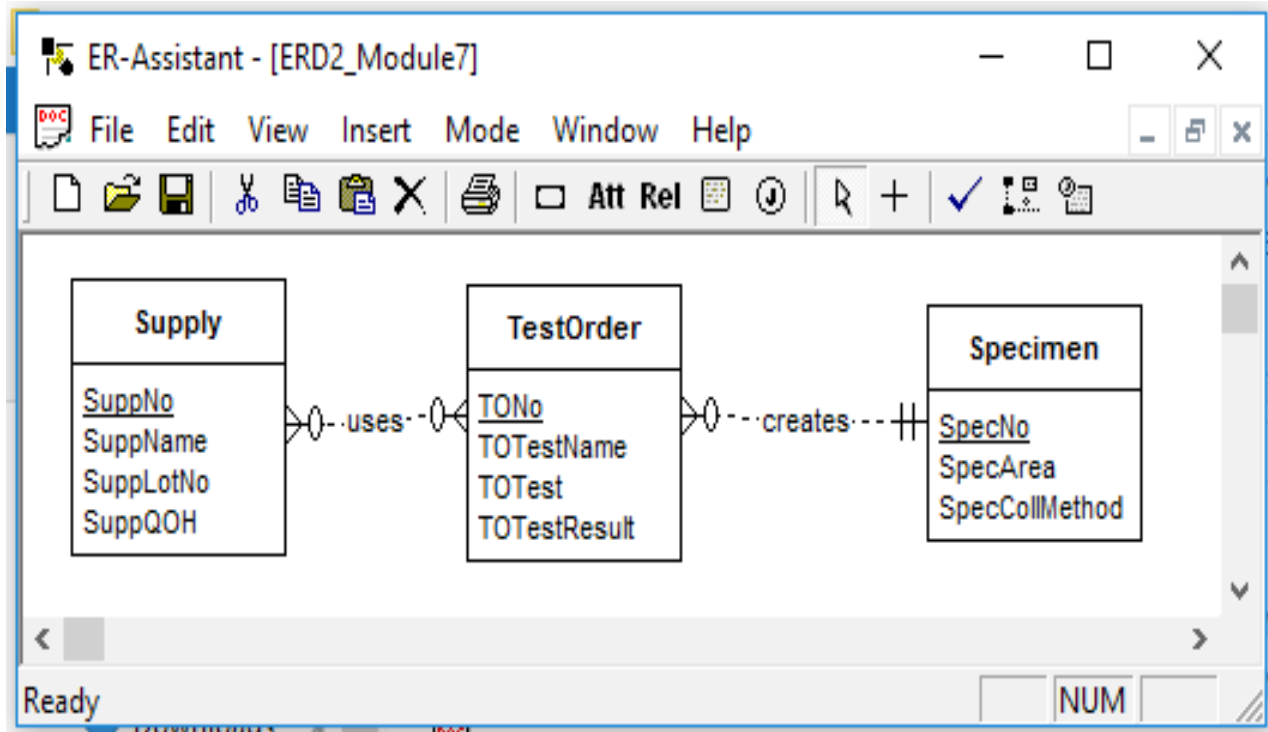 ER-Assistant - [ERD2_Module7]
DOC File Edit View Insert Mode Window Help
Att Rel J
Supply
SuppNo
SuppName
SuppLotNo
SuppQOH
uses
TestOrder
TONo
TOTestName
TOTest
TOTestResult
creates
Specimen
SpecNo
SpecArea
SpecCollMethod
Ready NUM